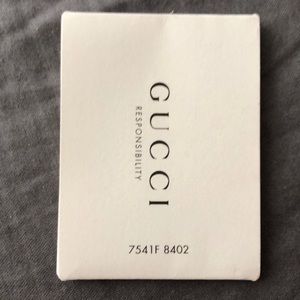 GUCCI
RESPONSIBILITY
7541F 8402